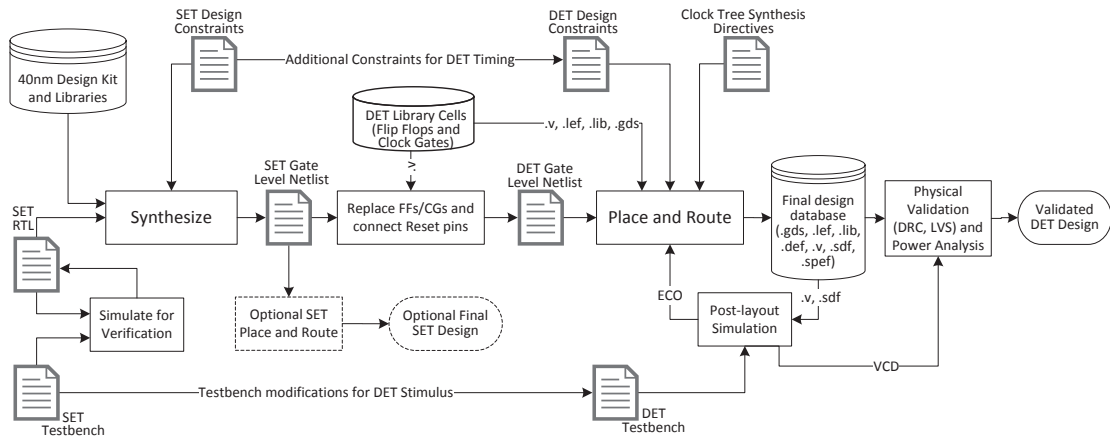 SET Design
Constraints
DET Design
Constraints
Clock Tree Synthesis
Directives
40nm Design Kit
and Libraries
Additional Constraints for DET Timing
DET Library Cells
(Flip Flops and
Clock Gates)
.v, .lef, .lib, .gds
.v
SET Gate
Level Netlist
DET Gate
Level Netlist
SET
RTL
Synthesize
Replace FFs/CGs and
connect Reset pins
Place and Route
Final design
database
(.gds, .lef, .lib,
.def, .v, .sdf,
.spef)
Physical
Validation
(DRC, LVS) and
Power Analysis
Validated
DET Design
Simulate for
Verification
Optional SET
Place and Route
Optional Final
SET Design
ECO
.v, .sdf
Post-layout
Simulation
VCD
Testbench modifications for DET Stimulus
SET
Testbench
DET
Testbench